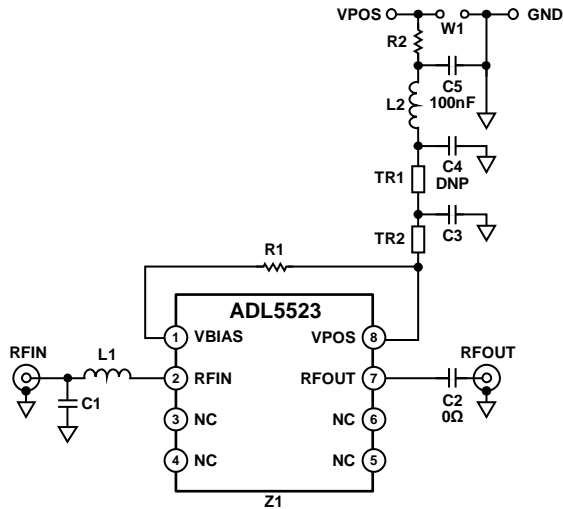 VPOS
W1
GND
R2
C5
100nF
L2
C4
DNP
TR1
C3
TR2
R1
ADL5523
1
VBIAS
VPOS
8
RFIN
L1
RFOUT
2
RFIN
RFOUT
7
C1
C2
0Ω
3
NC
NC
6
4
NC
NC
5
Z1